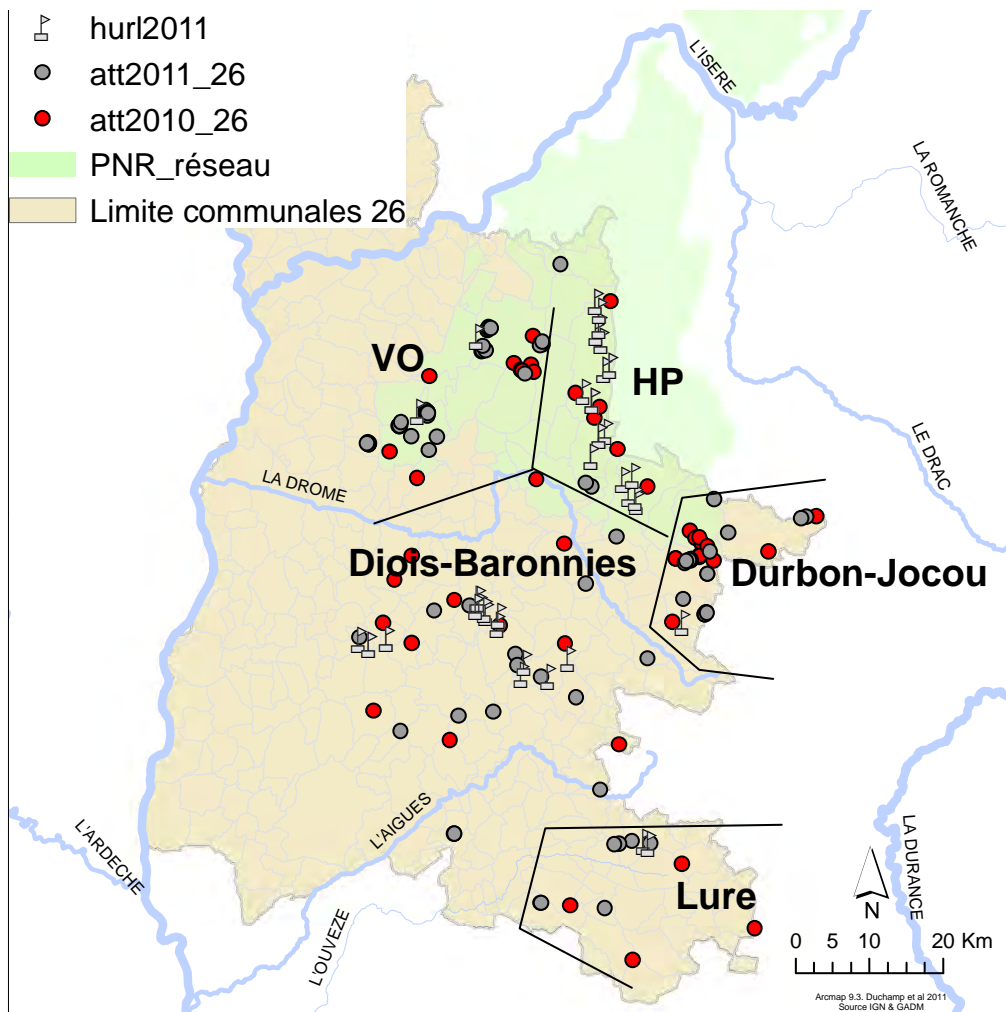 hurl2011
att2011_26
att2010_26
PNR_réseau
Limite communales 26
L'ISERE
LA ROMANCHE
VO
HP
LE DRAC
LA DROME
Diois-Baronnies
Durbon-Jocou
L'AIGUES
L'ARDECHE
LA DURANCE
Lure
L'OUVEZE
N
0 5 10 20 Km
Arcmap 9.3. Duchamp et al 2011
Source IGN & GADM